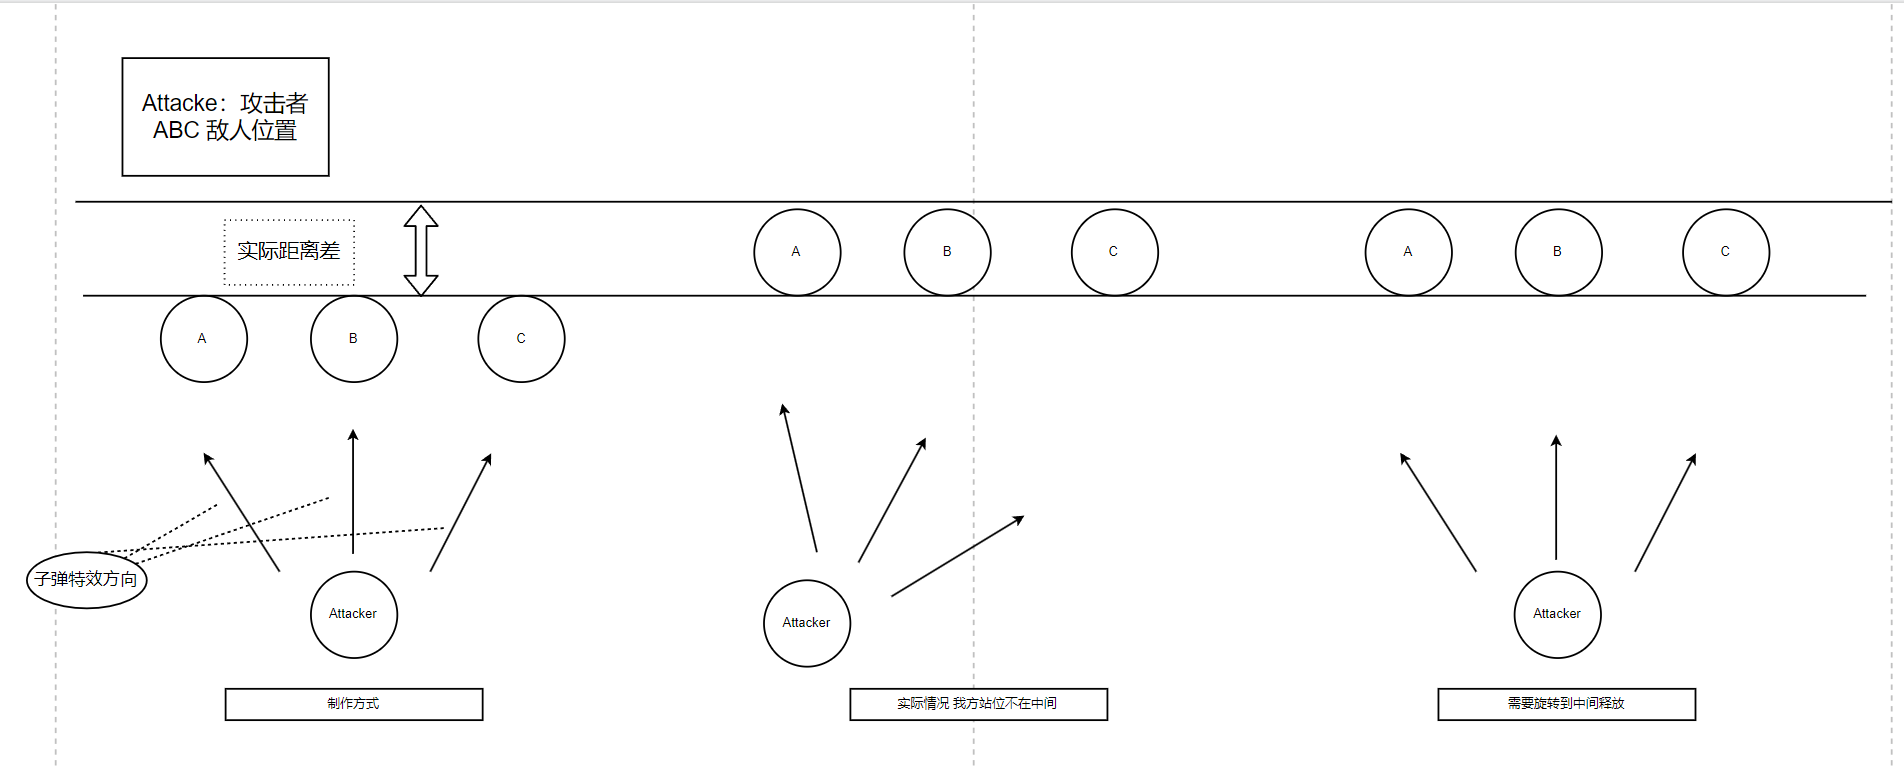 Attacke：攻击者
ABC 敌人位置
实际距离差
A
B
C
A
B
C
A
B
C
子弹特效方向
Attacker
Attacker
Attacker
制作方式
实际情况 我方站位不在中间
需要旋转到中间释放